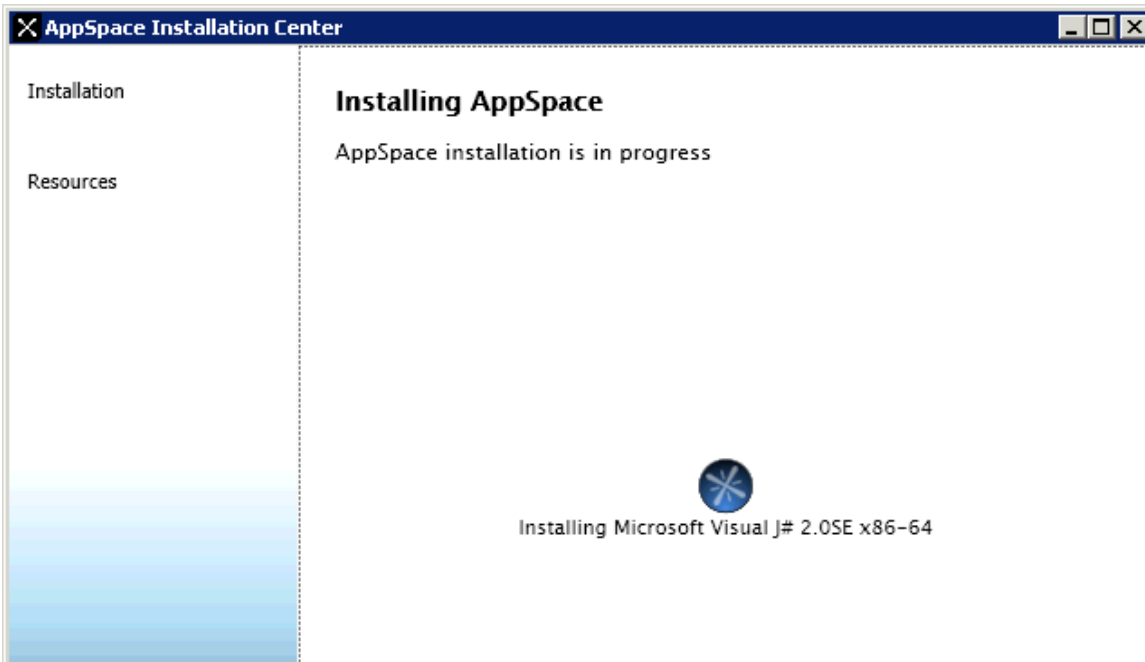 AppSpace Installation Center
Installation
Resources
Installing AppSpace
AppSpace installation is in progress
Installing Microsoft Visual J# 2.0SE x86-64